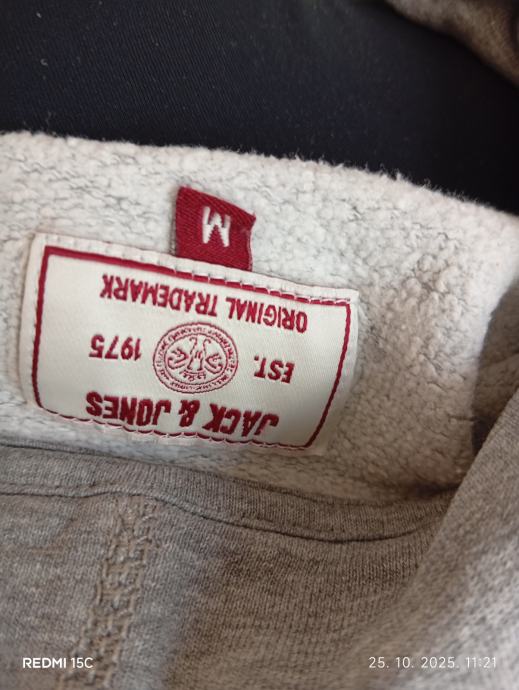 JACK & JONES
EST. 1975
ORIGINAL TRADEMARK
M
REDMI 15C
25. 10. 2025. 11:21